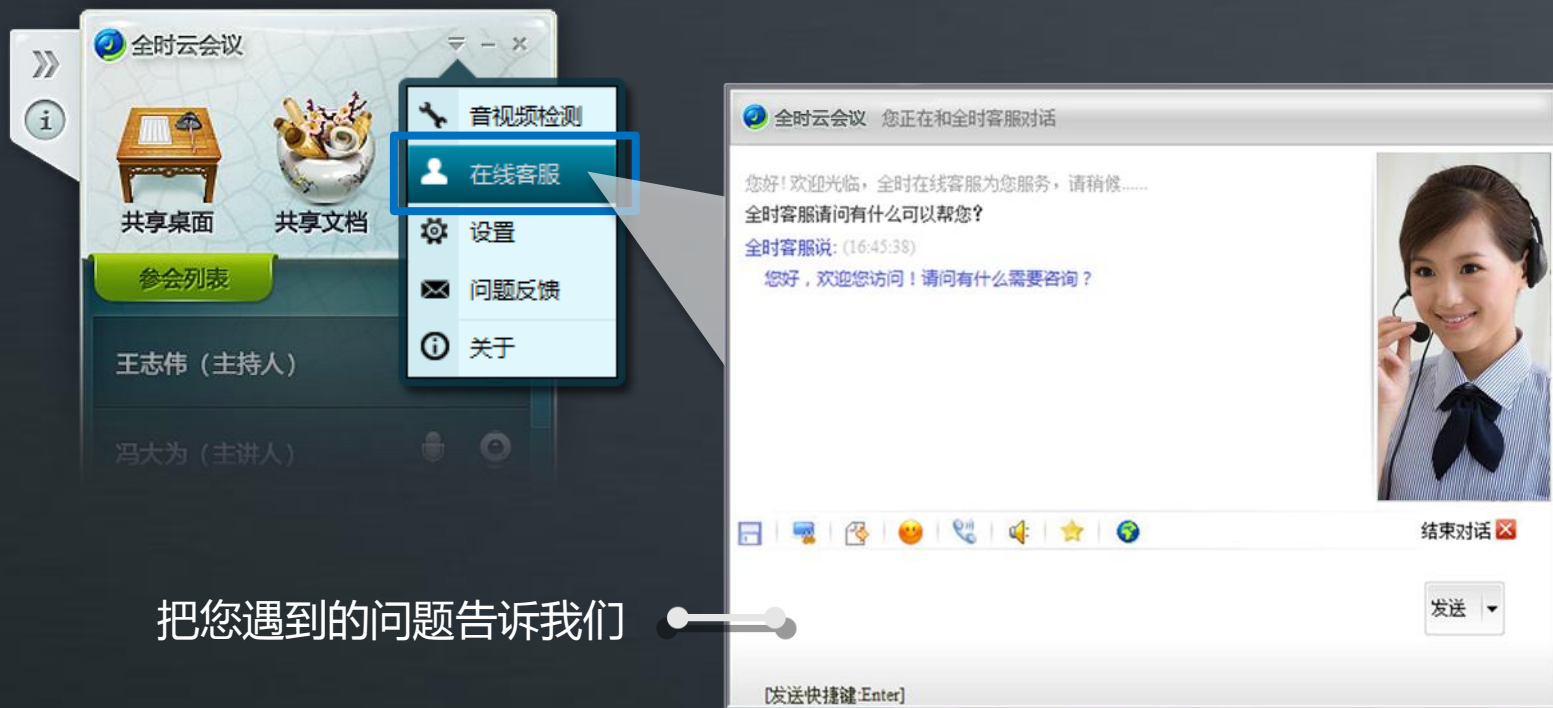 全时云会议
音视频检测
在线客服
设置
问题反馈
关于
共享桌面
共享文档
参会列表
王志伟（主持人）
冯大为（主讲人）
全时云会议 您正在和全时客服对话
您好!欢迎光临，全时在线客服为您服务，请稍候......
全时客服请问有什么可以帮您?
全时客服说: (16:45:38)
您好，欢迎您访问！请问有什么需要咨询？
结束对话
发送
[发送快捷键:Enter]
把您遇到的问题告诉我们